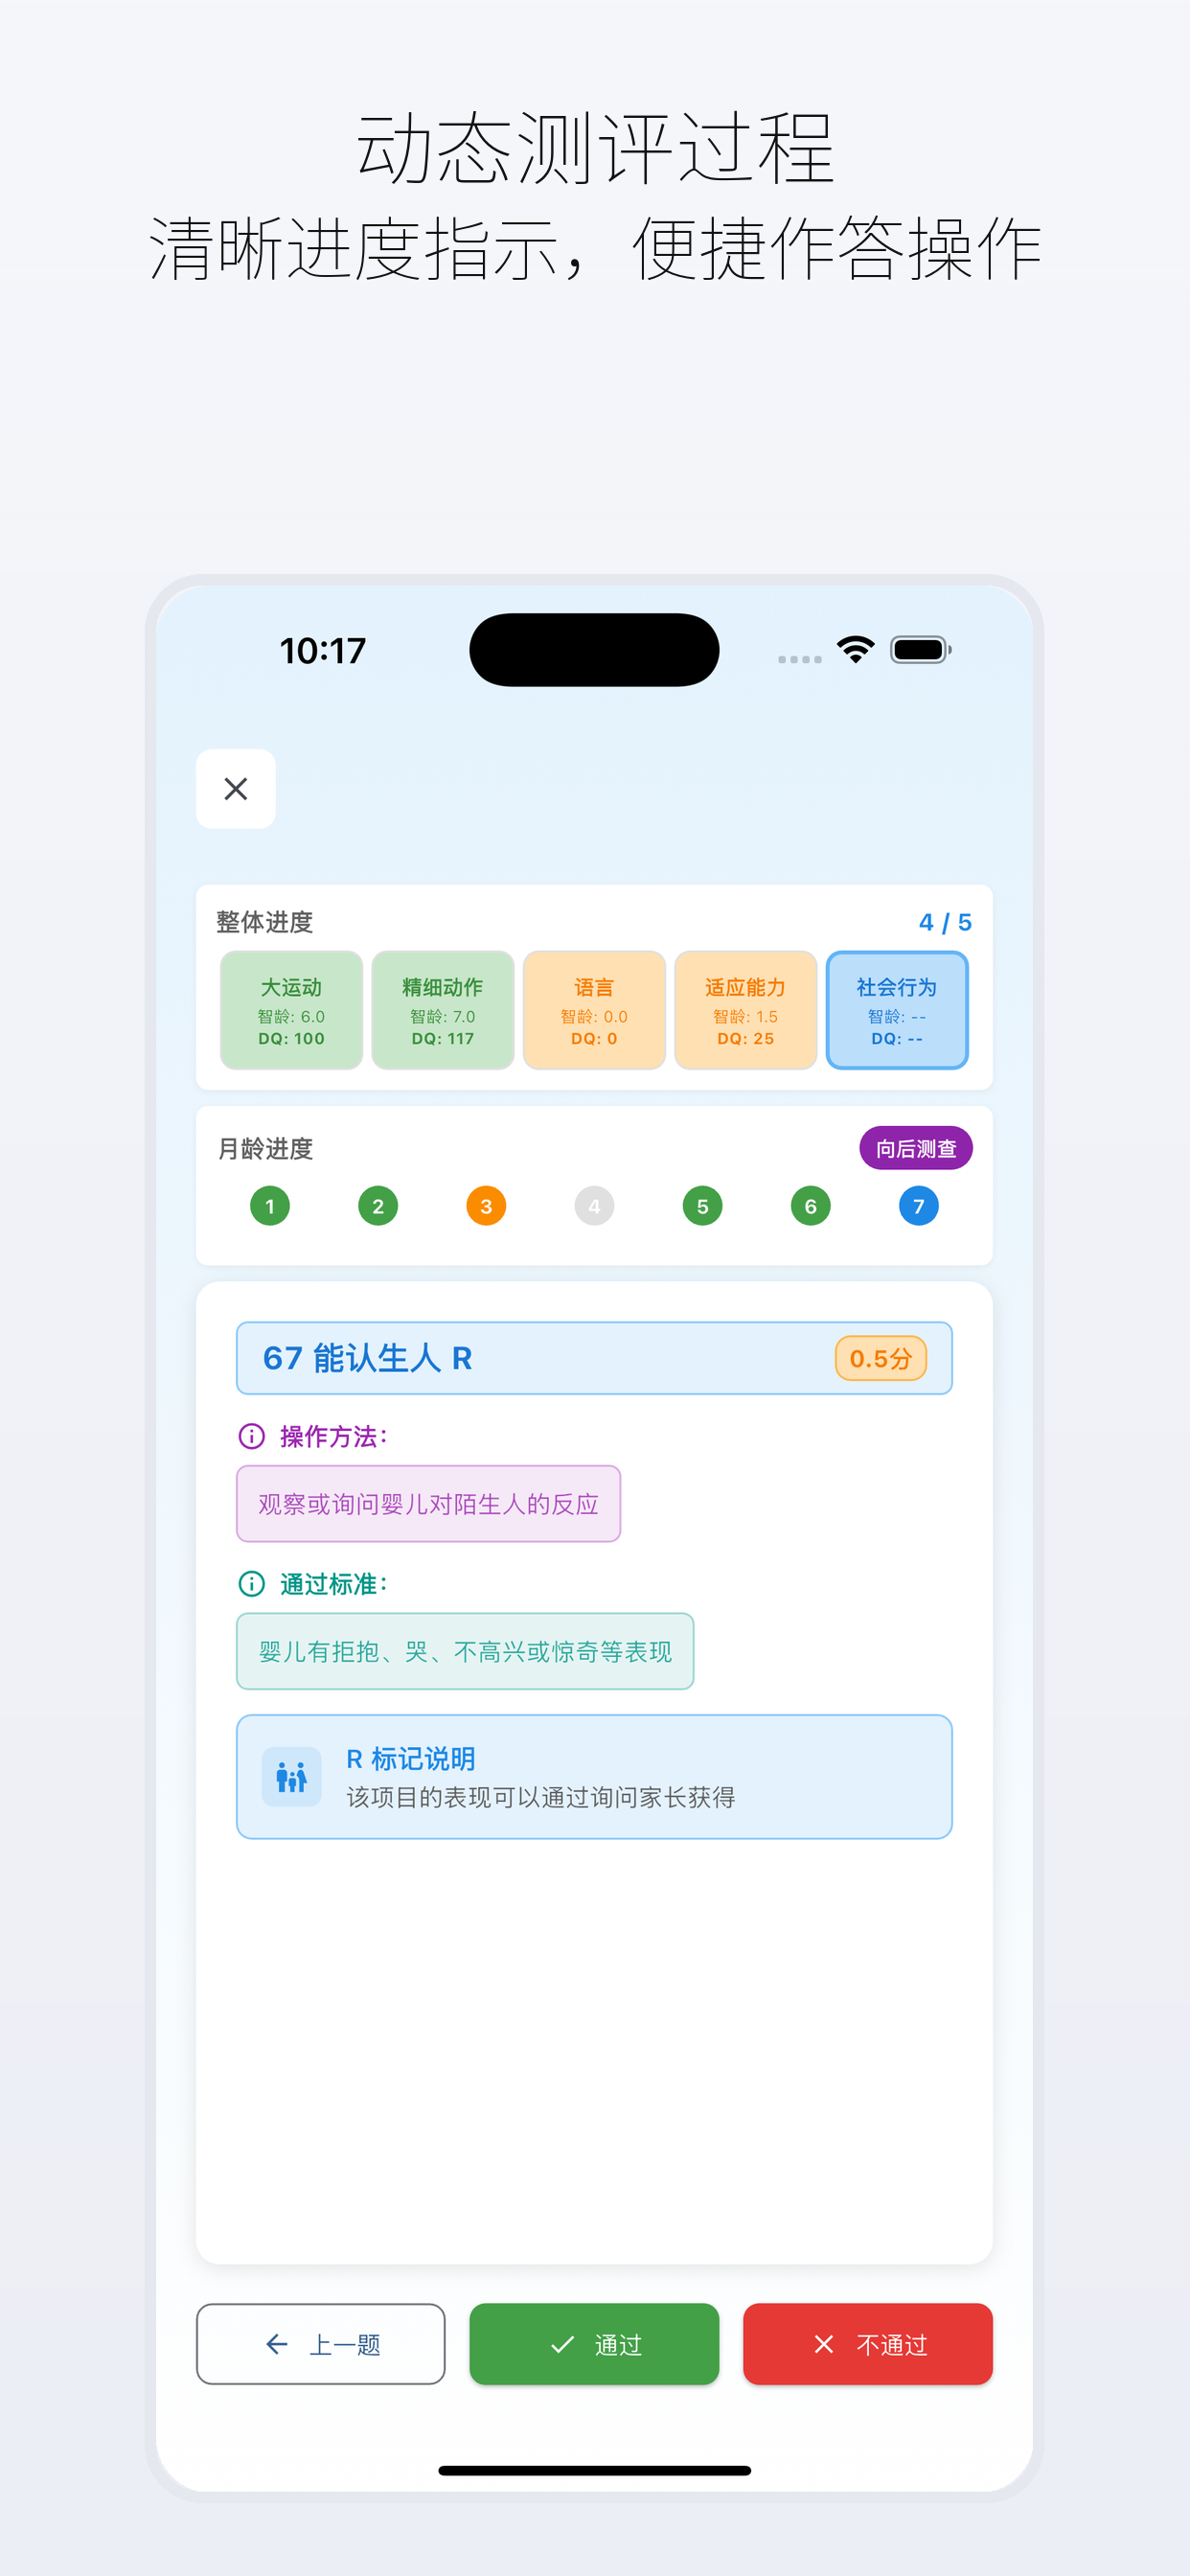 动态测评过程
清晰进度指示，便捷作答操作
10:17
整体进度
4 / 5
大运动
智龄: 6.0
DQ: 100
精细动作
智龄: 7.0
DQ: 117
语言
智龄: 0.0
DQ: 0
适应能力
智龄: 1.5
DQ: 25
社会行为
智龄: --
DQ: --
月龄进度
向后测查
1 2 3 4 5 6 7
67 能认生人 R
0.5分
操作方法:
观察或询问婴儿对陌生人的反应
通过标准:
婴儿有拒抱、哭、不高兴或惊奇等表现
R 标记说明
该项目的表现可以通过询问家长获得
上一题
通过
不通过